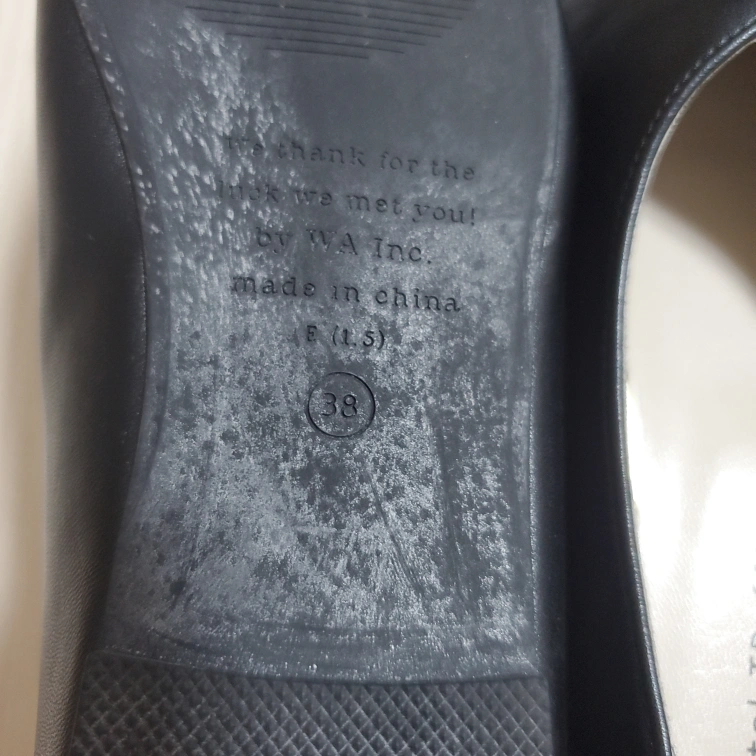 We thank for the
luck we met you!
by WA Inc.
made in china
E (1.5)
38